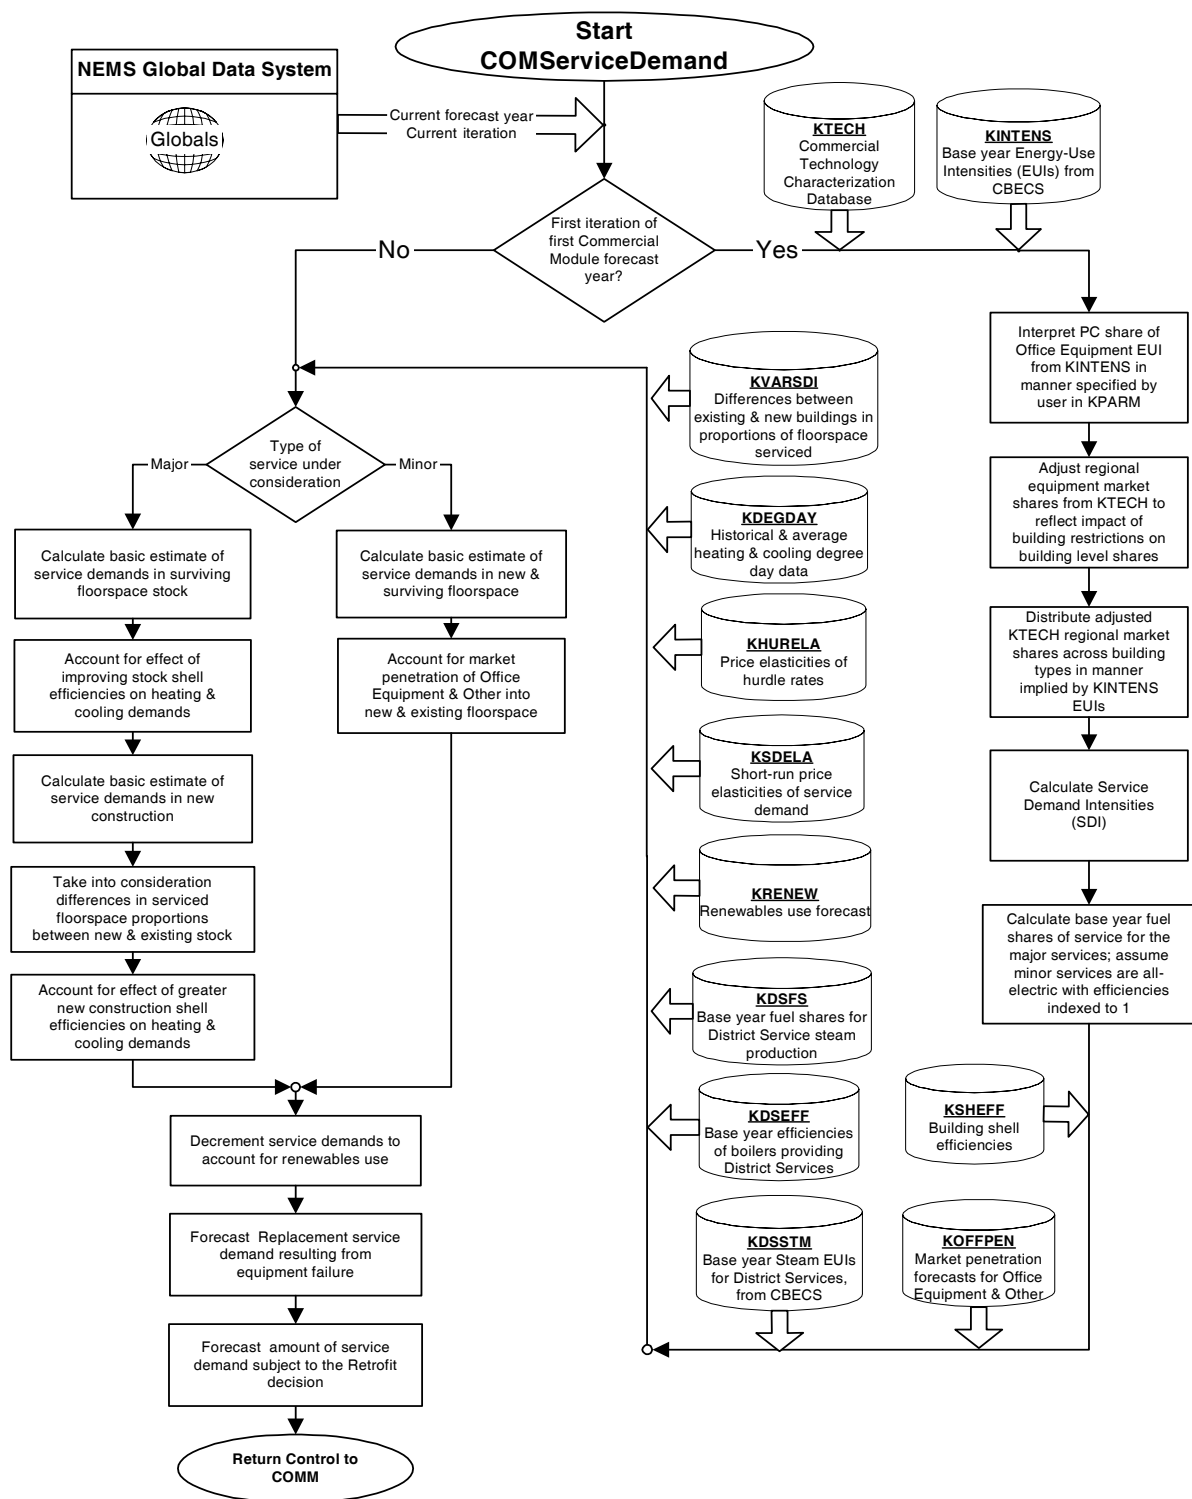 Start
COMServiceDemand
NEMS Global Data System
Globals
Current forecast year
Current iteration
KTECH
Commercial
Technology
Characterization
Database
KINTENS
Base year Energy-Use
Intensities (EUIs) from
CBECS
First iteration of
first Commercial
Module forecast
year?
No
Yes
Interpret PC share of
Office Equipment EUI
from KINTENS in
manner specified by
user in KPARM
Adjust regional
equipment market
shares from KTECH to
reflect impact of
building restrictions on
building level shares
Distribute adjusted
KTECH regional market
shares across building
types in manner
implied by KINTENS
EUIs
Calculate Service
Demand Intensities
(SDI)
Calculate base year fuel
shares of service for the
major services; assume
minor services are all-
electric with efficiencies
indexed to 1
KSHEFF
Building shell
efficiencies
KOFFPEN
Market penetration
forecasts for Office
Equipment & Other
KVARSDI
Differences between
existing & new buildings in
proportions of floorspace
serviced
KDEGDAY
Historical & average
heating & cooling degree
day data
KHURELA
Price elasticities of
hurdle rates
KSDELA
Short-run price
elasticities of service
demand
KRENEW
Renewables use forecast
KDSFS
Base year fuel shares for
District Service steam
production
KDSEFF
Base year efficiencies
of boilers providing
District Services
KDSSTM
Base year Steam EUIs
for District Services,
from CBECS
Type of
service under
consideration
Major
Minor
Calculate basic estimate of
service demands in surviving
floorspace stock
Account for effect of
improving stock shell
efficiencies on heating &
cooling demands
Calculate basic estimate of
service demands in new
construction
Take into consideration
differences in serviced
floorspace proportions
between new & existing stock
Account for effect of greater
new construction shell
efficiencies on heating &
cooling demands
Calculate basic estimate of
service demands in new &
surviving floorspace
Account for market
penetration of Office
Equipment & Other into
new & existing floorspace
Decrement service demands to
account for renewables use
Forecast Replacement service
demand resulting from
equipment failure
Forecast amount of service
demand subject to the Retrofit
decision
Return Control to
COMM